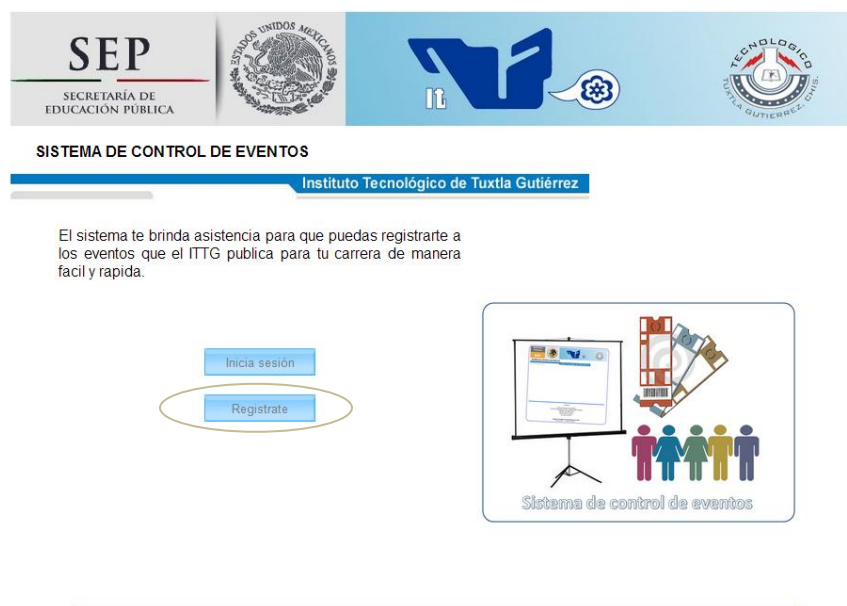 SEP
SECRETARÍA DE
EDUCACIÓN PÚBLICA
ESTADOS UNIDOS MEXICANOS
It
TECNOLOGICO
TUXTLA GUTIERREZ, CHIS.
SISTEMA DE CONTROL DE EVENTOS
Instituto Tecnológico de Tuxtla Gutiérrez
El sistema te brinda asistencia para que puedas registrarte a
los eventos que el ITTG publica para tu carrera de manera
facil y rapida.
Inicia sesión
Registrate
Sistema de control de eventos